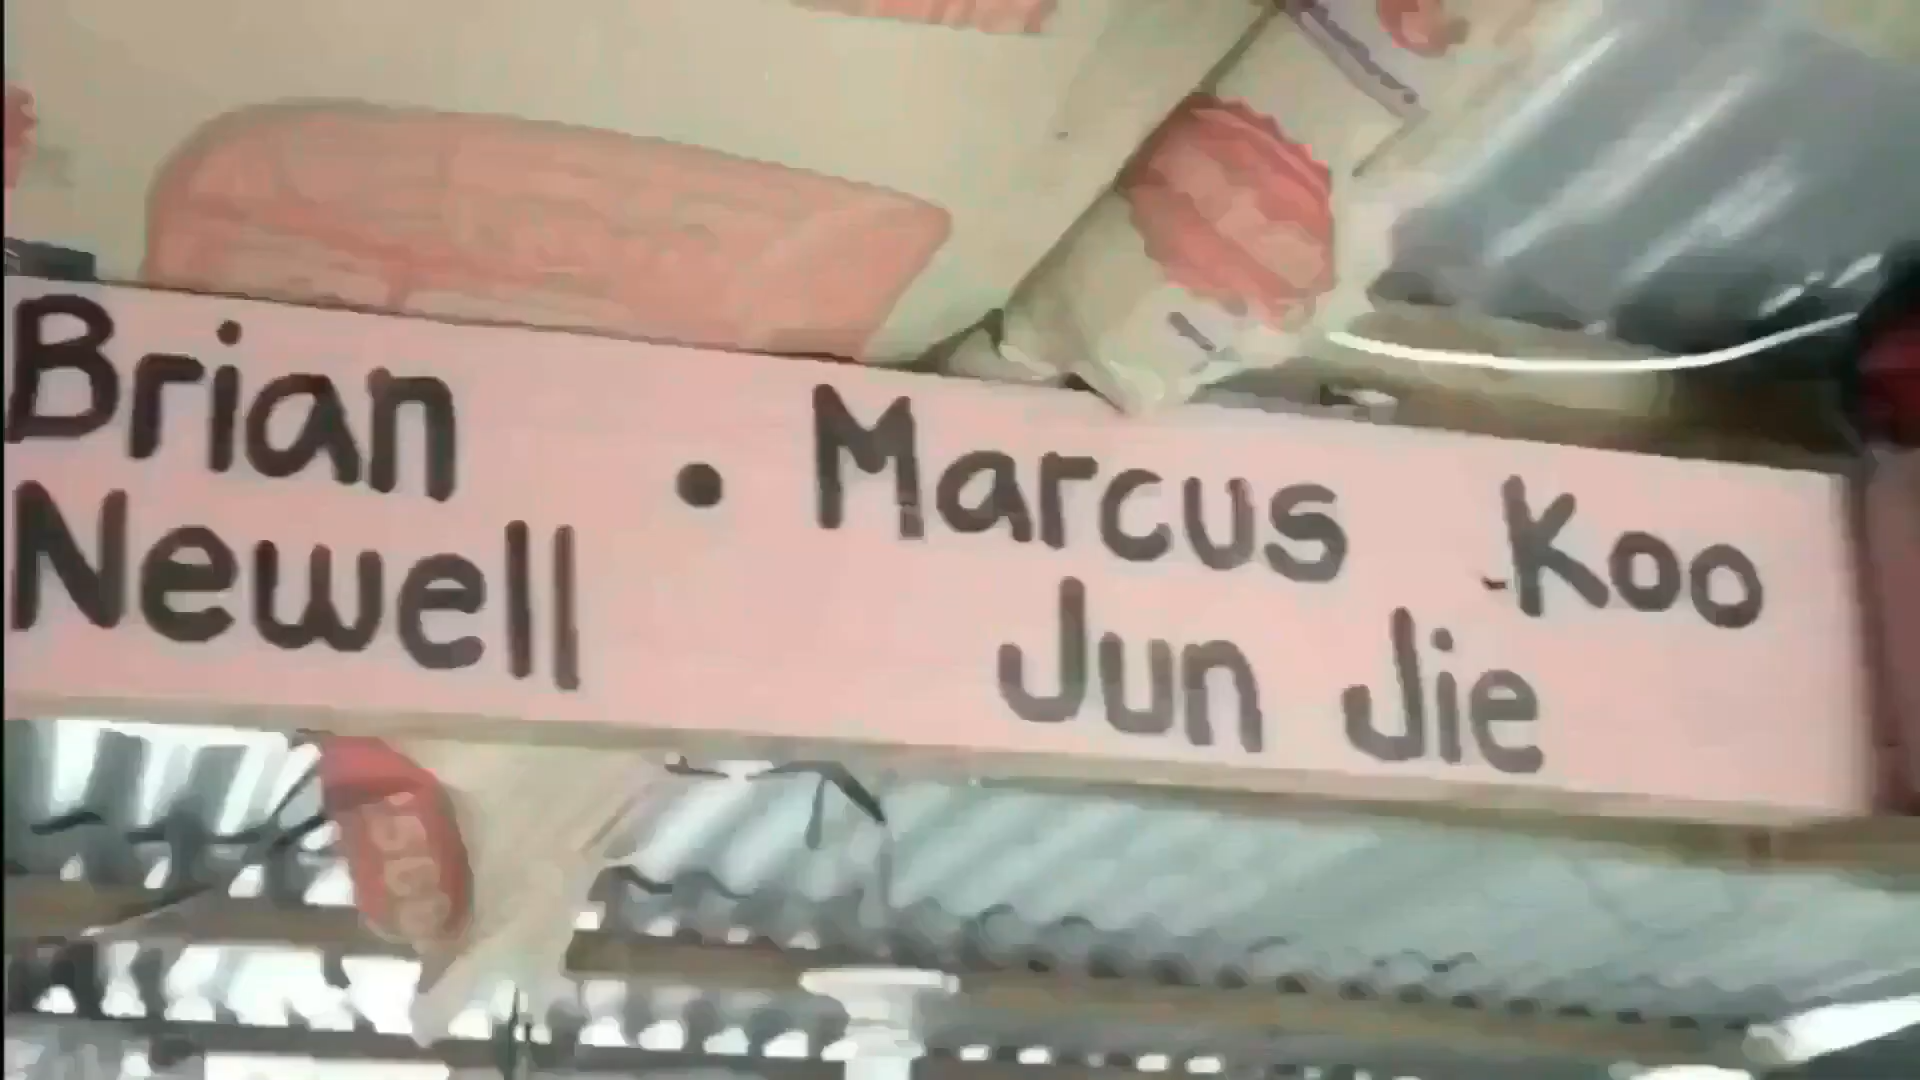 Brian
Newell
• Marcus Koo
Jun Jie